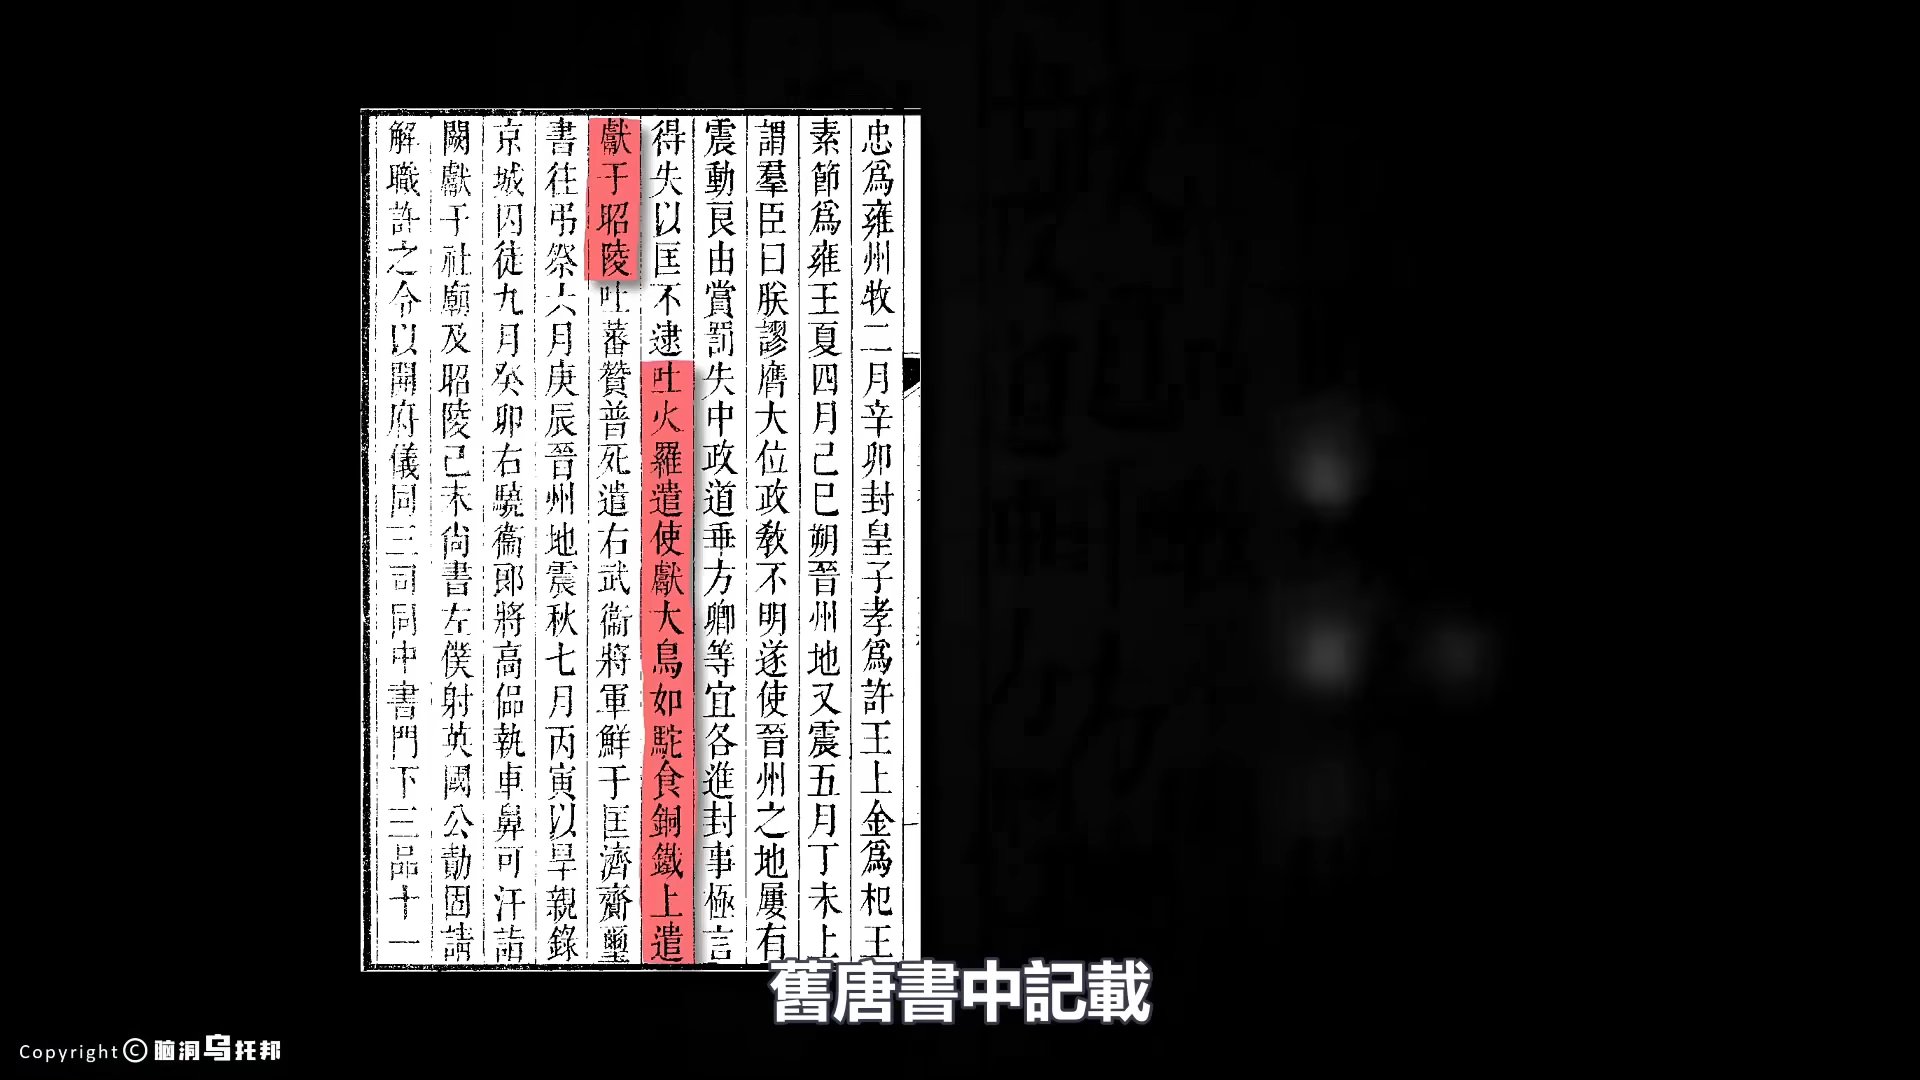 忠爲雍州牧二月辛卯封皇子孝爲許王上金爲杞王
素節爲雍王夏四月己巳朔晉州地又震五月丁未上
謂羣臣曰朕謬膺大位政教不明遂使晉州之地屢有
震動良由賞罰失中政道乖方卿等宜各進封事極言
得失以匡不逮吐火羅遣使獻大鳥如駝食銅鐵上遣
獻于昭陵吐蕃贊普死遣右武衞將軍鮮于匡濟齎璽
書往弔祭六月庚辰晉州地震秋七月丙寅以旱親錄
京城囚徒九月癸卯右驍衞郎將高侃執車鼻可汗詣
闕獻于社廟及昭陵己未尚書左僕射英國公勣固請
解職許之令以開府儀同三司同中書門下三品十一
舊唐書中記載
Copyright © 脑洞乌托邦